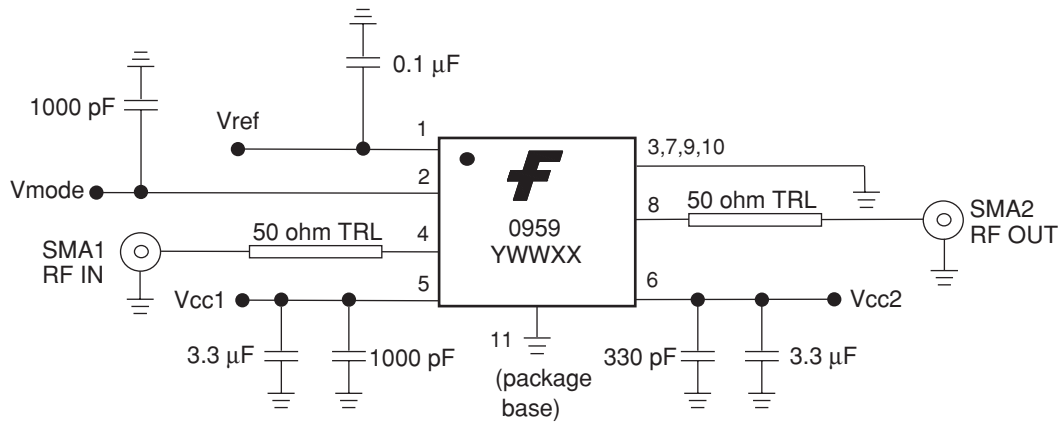 0.1 µF
1000 pF
Vref
1
3,7,9,10
Vmode
2
50 ohm TRL
8
SMA2
RF OUT
0959
YWWXX
SMA1
RF IN
50 ohm TRL
4
Vcc1
5
6
Vcc2
3.3 µF
1000 pF
11
(package
base)
330 pF
3.3 µF